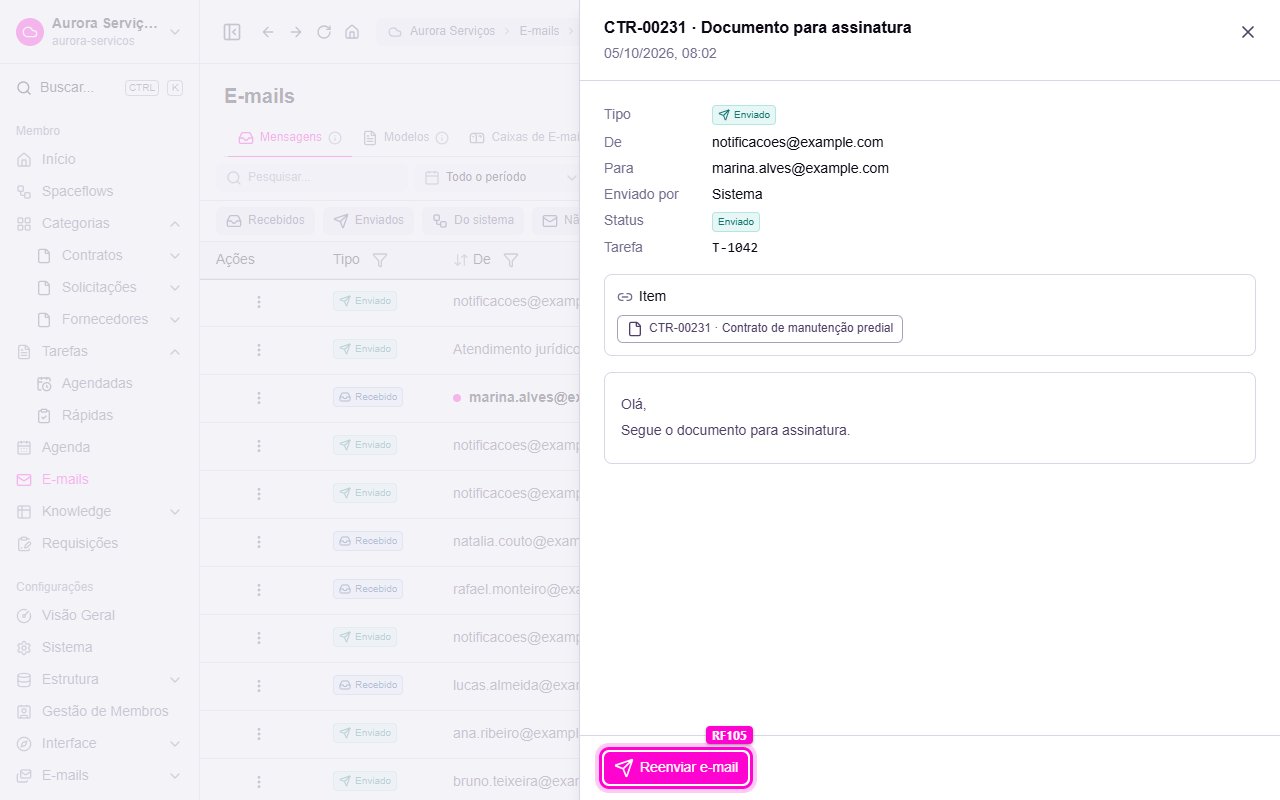 Aurora Serviç...
aurora-servicos
Buscar...
CTRL
K
Membro
Início
Spaceflows
Categorias
Contratos
Solicitações
Fornecedores
Tarefas
Agendadas
Rápidas
Agenda
E-mails
Knowledge
Requisições
Configurações
Visão Geral
Sistema
Estrutura
Gestão de Membros
Interface
E-mails
Aurora Serviços
E-mails
E-mails
Mensagens
Modelos
Caixas de E-mai
Pesquisar...
Todo o período
Recebidos
Enviados
Do sistema
Nã
Ações
Tipo
De
Enviado
notificacoes@examp
Enviado
Atendimento jurídico
Recebido
marina.alves@ex
Enviado
notificacoes@examp
Enviado
notificacoes@examp
Recebido
natalia.couto@exam
Recebido
rafael.monteiro@exa
Enviado
notificacoes@examp
Recebido
lucas.almeida@exar
Enviado
ana.ribeiro@exampl
Enviado
bruno.teixeira@exan
CTR-00231 · Documento para assinatura
05/10/2026, 08:02
Tipo
Enviado
De
notificacoes@example.com
Para
marina.alves@example.com
Enviado por
Sistema
Status
Enviado
Tarefa
T-1042
Item
CTR-00231 · Contrato de manutenção predial
Olá,
Segue o documento para assinatura.
RF105
Reenviar e-mail